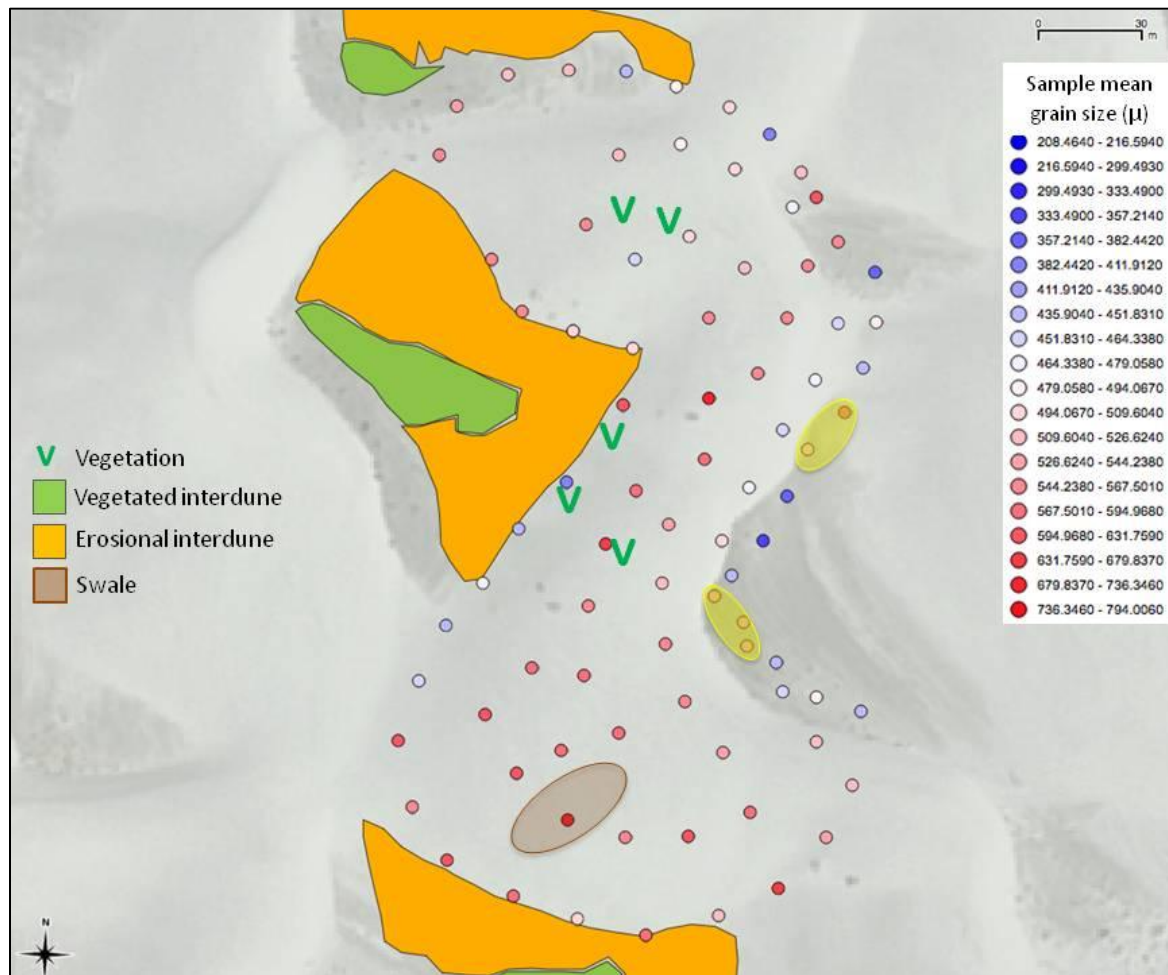 0 30
m
Sample mean
grain size (μ)
208.4640 - 216.5940
216.5940 - 299.4930
299.4930 - 333.4900
333.4900 - 357.2140
357.2140 - 382.4420
382.4420 - 411.9120
411.9120 - 435.9040
435.9040 - 451.8310
451.8310 - 464.3380
464.3380 - 479.0580
479.0580 - 494.0670
494.0670 - 509.6040
509.6040 - 526.6240
526.6240 - 544.2380
544.2380 - 567.5010
567.5010 - 594.9680
594.9680 - 631.7590
631.7590 - 679.8370
679.8370 - 736.3460
736.3460 - 794.0060
V V
V
V
V
V Vegetation
Vegetated interdune
Erosional interdune
Swale
N